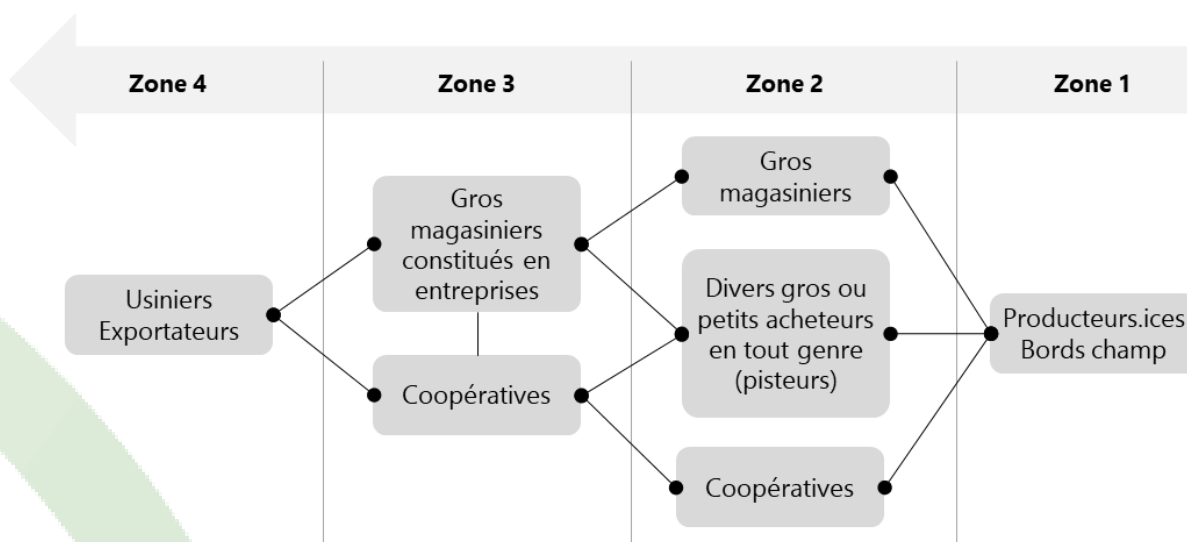 Zone 4
Zone 3
Zone 2
Zone 1
Usiniers
Exportateurs
Gros
magasiniers
constitués en
entreprises
Coopératives
Gros
magasiniers
Divers gros ou
petits acheteurs
en tout genre
(pisteurs)
Coopératives
Producteurs.ices
Bords champ